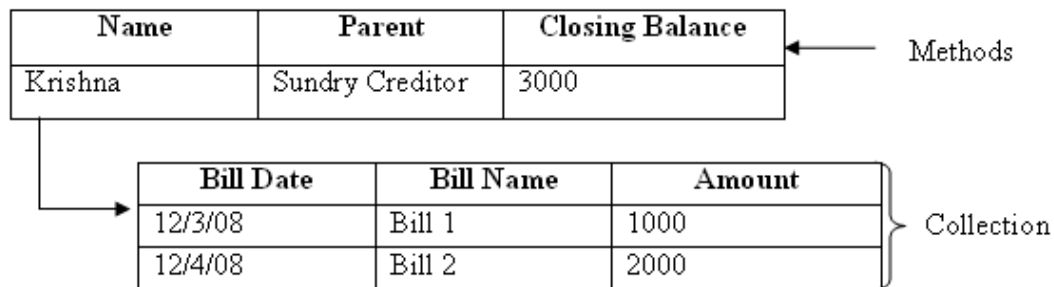 Name Parent Closing Balance
Methods
Krishna Sundry Creditor 3000
Bill Date Bill Name Amount
12/3/08 Bill 1 1000
Collection
12/4/08 Bill 2 2000